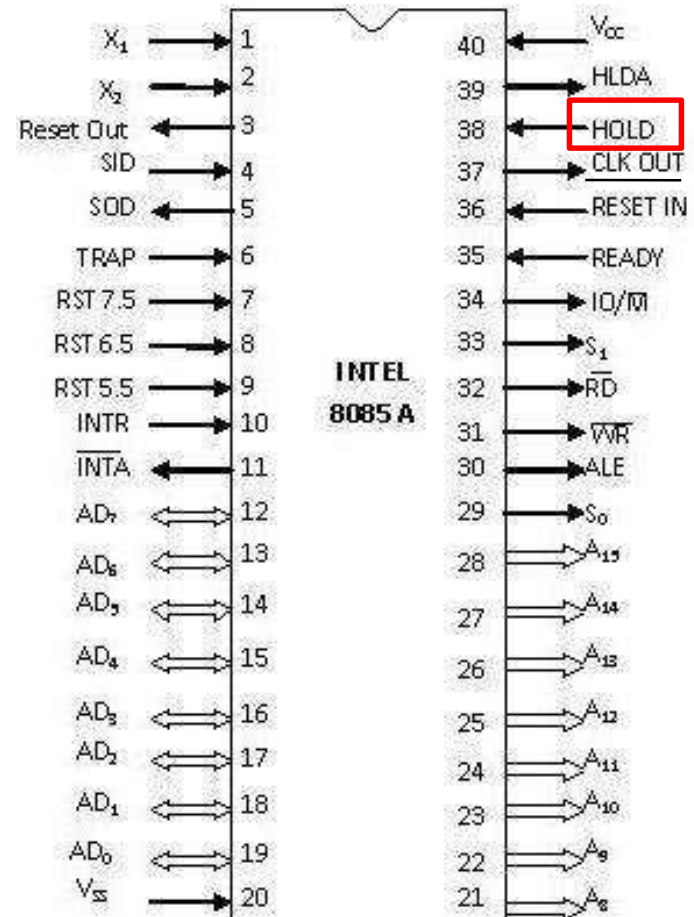 X₁ 1 40 Vcc
X₂ 2 39 HLDA
Reset Out 3 38 HOLD
SID 4 37 CLK OUT
SOD 5 36 RESET IN
TRAP 6 35 READY
RST 7.5 7 34 IO/M̅
RST 6.5 8 33 S₁
RST 5.5 9 INTEL 32 R̅D̅
INTR 10 8085 A 31 W̅R̅
I̅N̅T̅A̅ 11 30 ALE
AD₇ 12 29 S₀
AD₆ 13 28 A₁₅
AD₅ 14 27 A₁₄
AD₄ 15 26 A₁₃
AD₃ 16 25 A₁₂
AD₂ 17 24 A₁₁
AD₁ 18 23 A₁₀
AD₀ 19 22 A₉
Vss 20 21 A₈